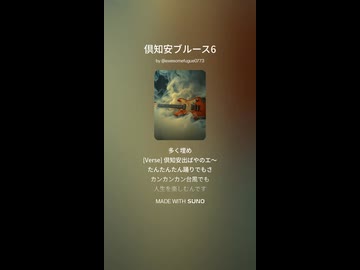 倶知安ブルース6
by @awesomefugue0773
多く埋め
[Verse] 倶知安出ばやのエ〜
たんたんたん踊りでもさ
カンカンカン台風でも
人生を楽しむんです
MADE WITH SUNO